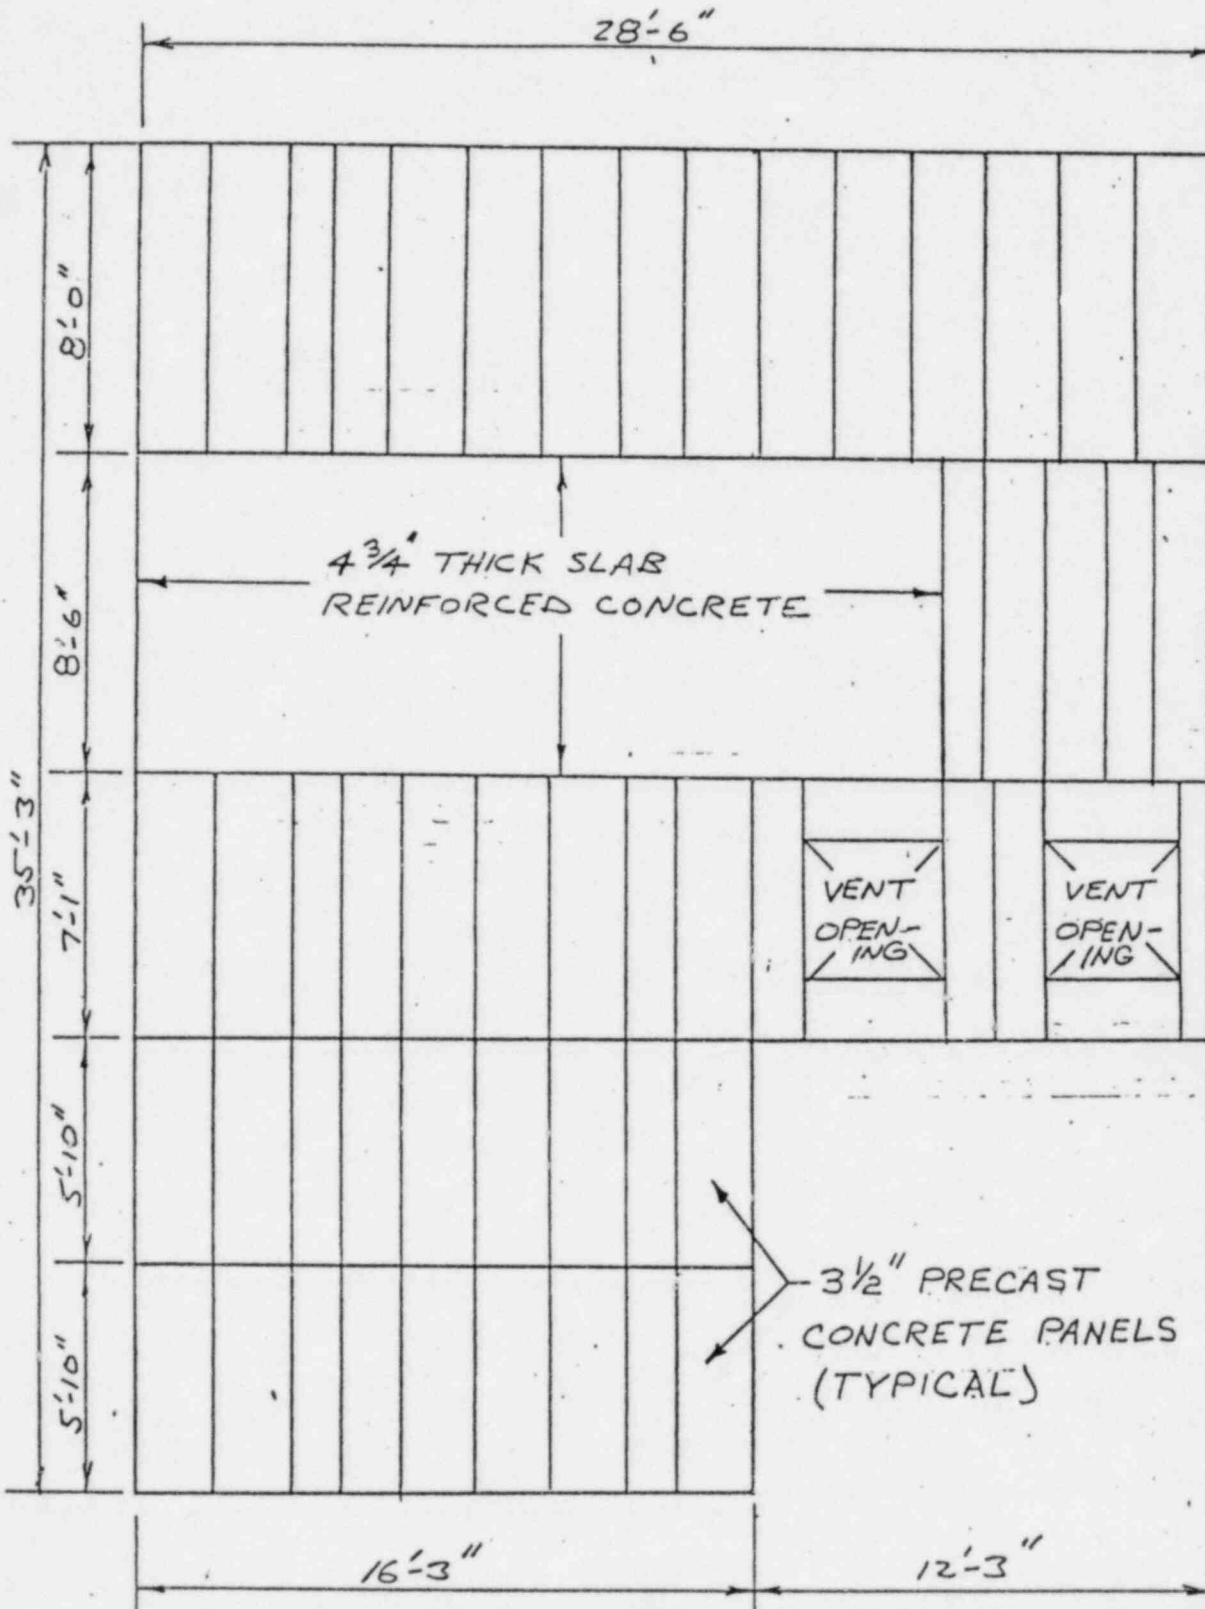 28'-6"
8'-0"
4 3/4" THICK SLAB
REINFORCED CONCRETE
8'-6"
35'-3"
7'-1"
VENT
OPEN-
ING
VENT
OPEN-
ING
5'-10"
3 1/2" PRECAST
CONCRETE PANELS
(TYPICAL)
5'-10"
16'-3"
12'-3"